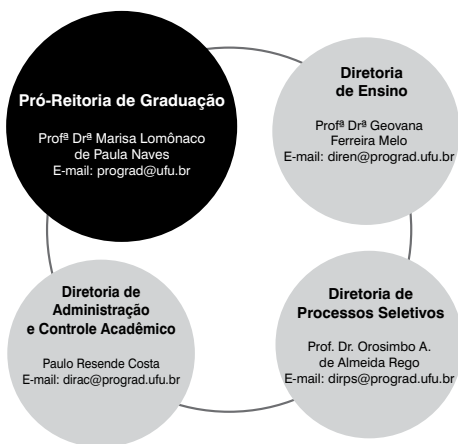 Pró-Reitoria de Graduação
Profª Drª Marisa Lomônaco
de Paula Naves
E-mail: prograd@ufu.br
Diretoria
de Ensino
Profª Drª Geovana
Ferreira Melo
E-mail: diren@prograd.ufu.br
Diretoria de
Administração
e Controle Acadêmico
Paulo Resende Costa
E-mail: dirac@prograd.ufu.br
Diretoria de
Processos Seletivos
Prof. Dr. Orosimbo A.
de Almeida Rego
E-mail: dirps@prograd.ufu.br